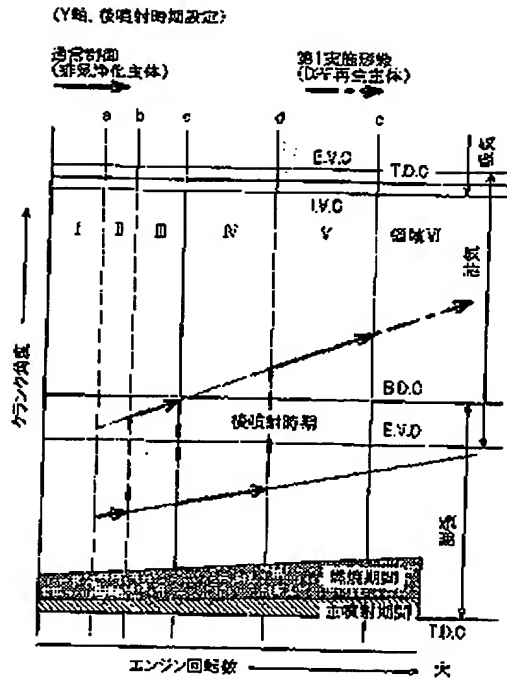 (Y軸、後噴射時期設定)
通常制御
(排気浄化主体)
第1実施形態
(DPF再生主体)
a
b
c
d
e
E.V.C
T.D.C
吸気
I.V.O
I
II
III
IV
V
領域VI
排気
クランク角度
B.D.C
後噴射時期
E.V.O
膨張
燃焼期間
主噴射期間
T.D.C
エンジン回転数
大